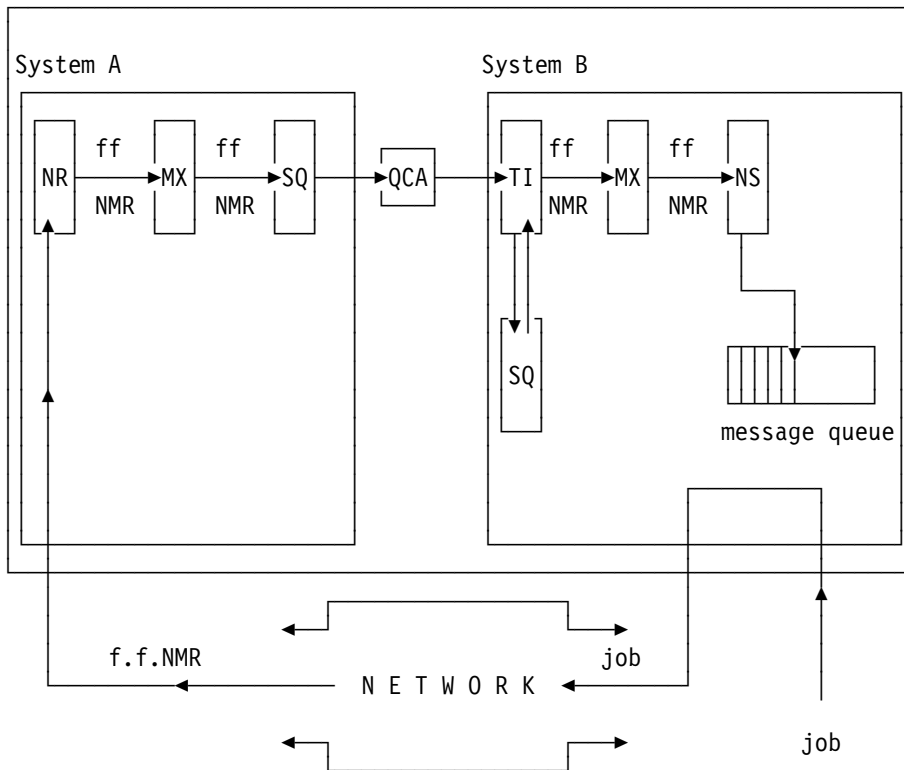 System A
System B
ff
ff
ff
ff
NR
MX
SQ
QCA
TI
MX
NS
NMR
NMR
NMR
NMR
SQ
message queue
f.f.NMR
job
N E T W O R K
job